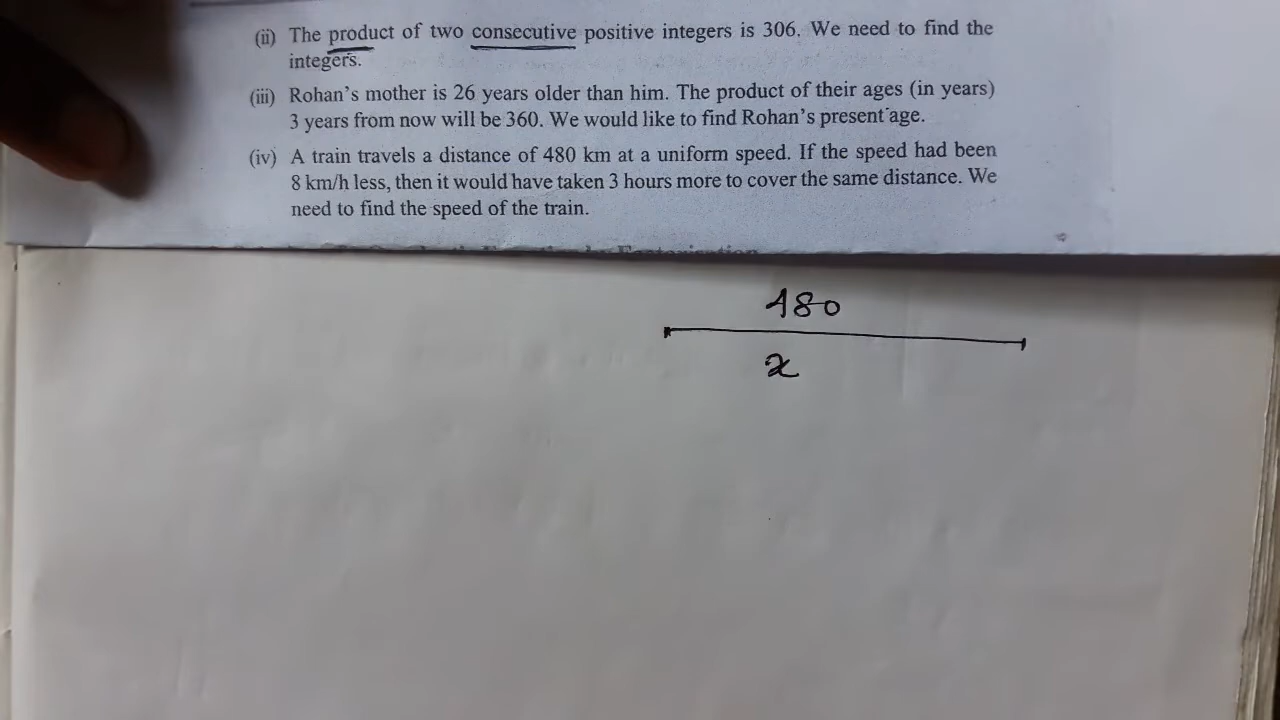 (ii) The product of two consecutive positive integers is 306. We need to find the
integers.
(iii) Rohan's mother is 26 years older than him. The product of their ages (in years)
3 years from now will be 360. We would like to find Rohan's present age.
(iv) A train travels a distance of 480 km at a uniform speed. If the speed had been
8 km/h less, then it would have taken 3 hours more to cover the same distance. We
need to find the speed of the train.
480
x